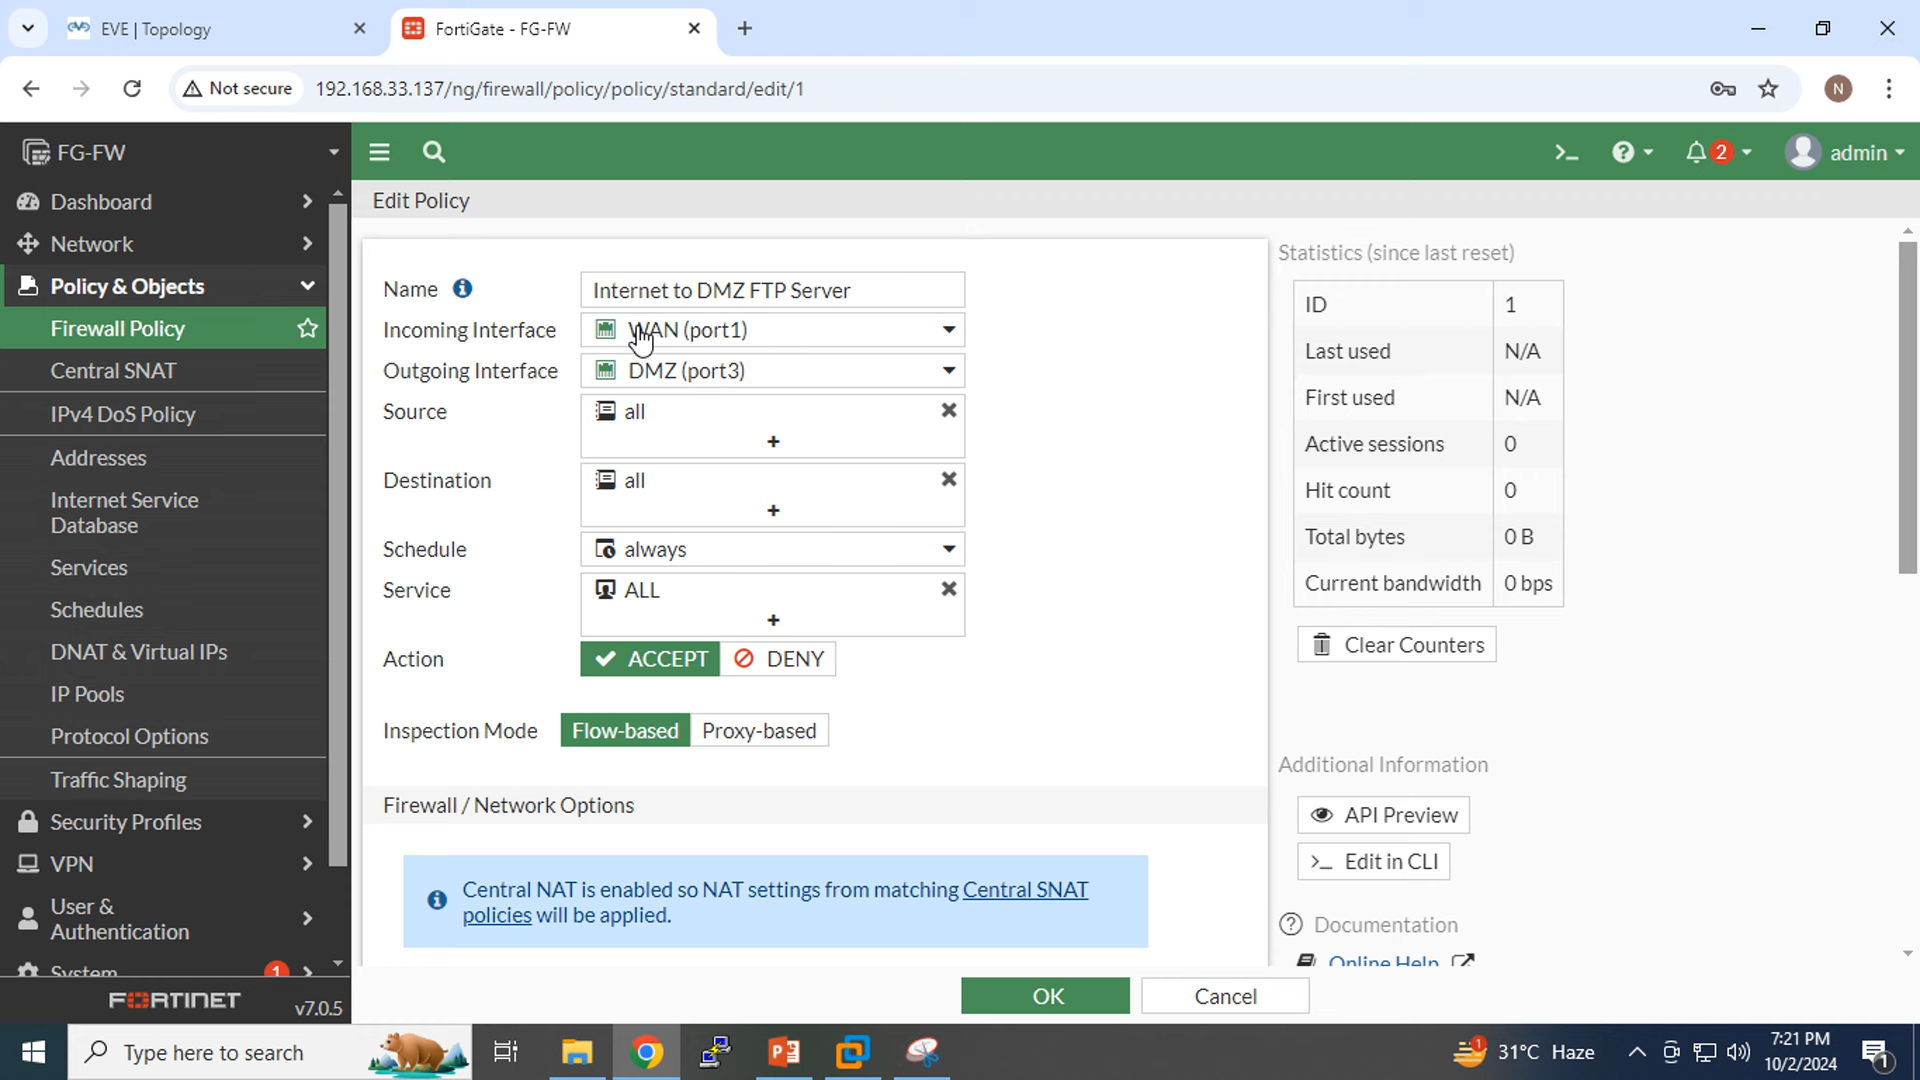 EVE | Topology
FortiGate - FG-FW
Not secure
192.168.33.137/ng/firewall/policy/policy/standard/edit/1
N
FG-FW
2
admin
Dashboard
Network
Policy & Objects
Firewall Policy
Central SNAT
IPv4 DoS Policy
Addresses
Internet Service
Database
Services
Schedules
DNAT & Virtual IPs
IP Pools
Protocol Options
Traffic Shaping
Security Profiles
VPN
User &
Authentication
System
1
FORTINET
v7.0.5
Edit Policy
Name
Internet to DMZ FTP Server
Incoming Interface
WAN (port1)
Outgoing Interface
DMZ (port3)
Source
all
+
Destination
all
+
Schedule
always
Service
ALL
+
Action
ACCEPT
DENY
Inspection Mode
Flow-based
Proxy-based
Firewall / Network Options
Central NAT is enabled so NAT settings from matching Central SNAT
policies will be applied.
OK
Cancel
Statistics (since last reset)
ID 1
Last used N/A
First used N/A
Active sessions 0
Hit count 0
Total bytes 0 B
Current bandwidth 0 bps
Clear Counters
Additional Information
API Preview
>_ Edit in CLI
Documentation
Online Help
Type here to search
1
31°C Haze
7:21 PM
10/2/2024
1